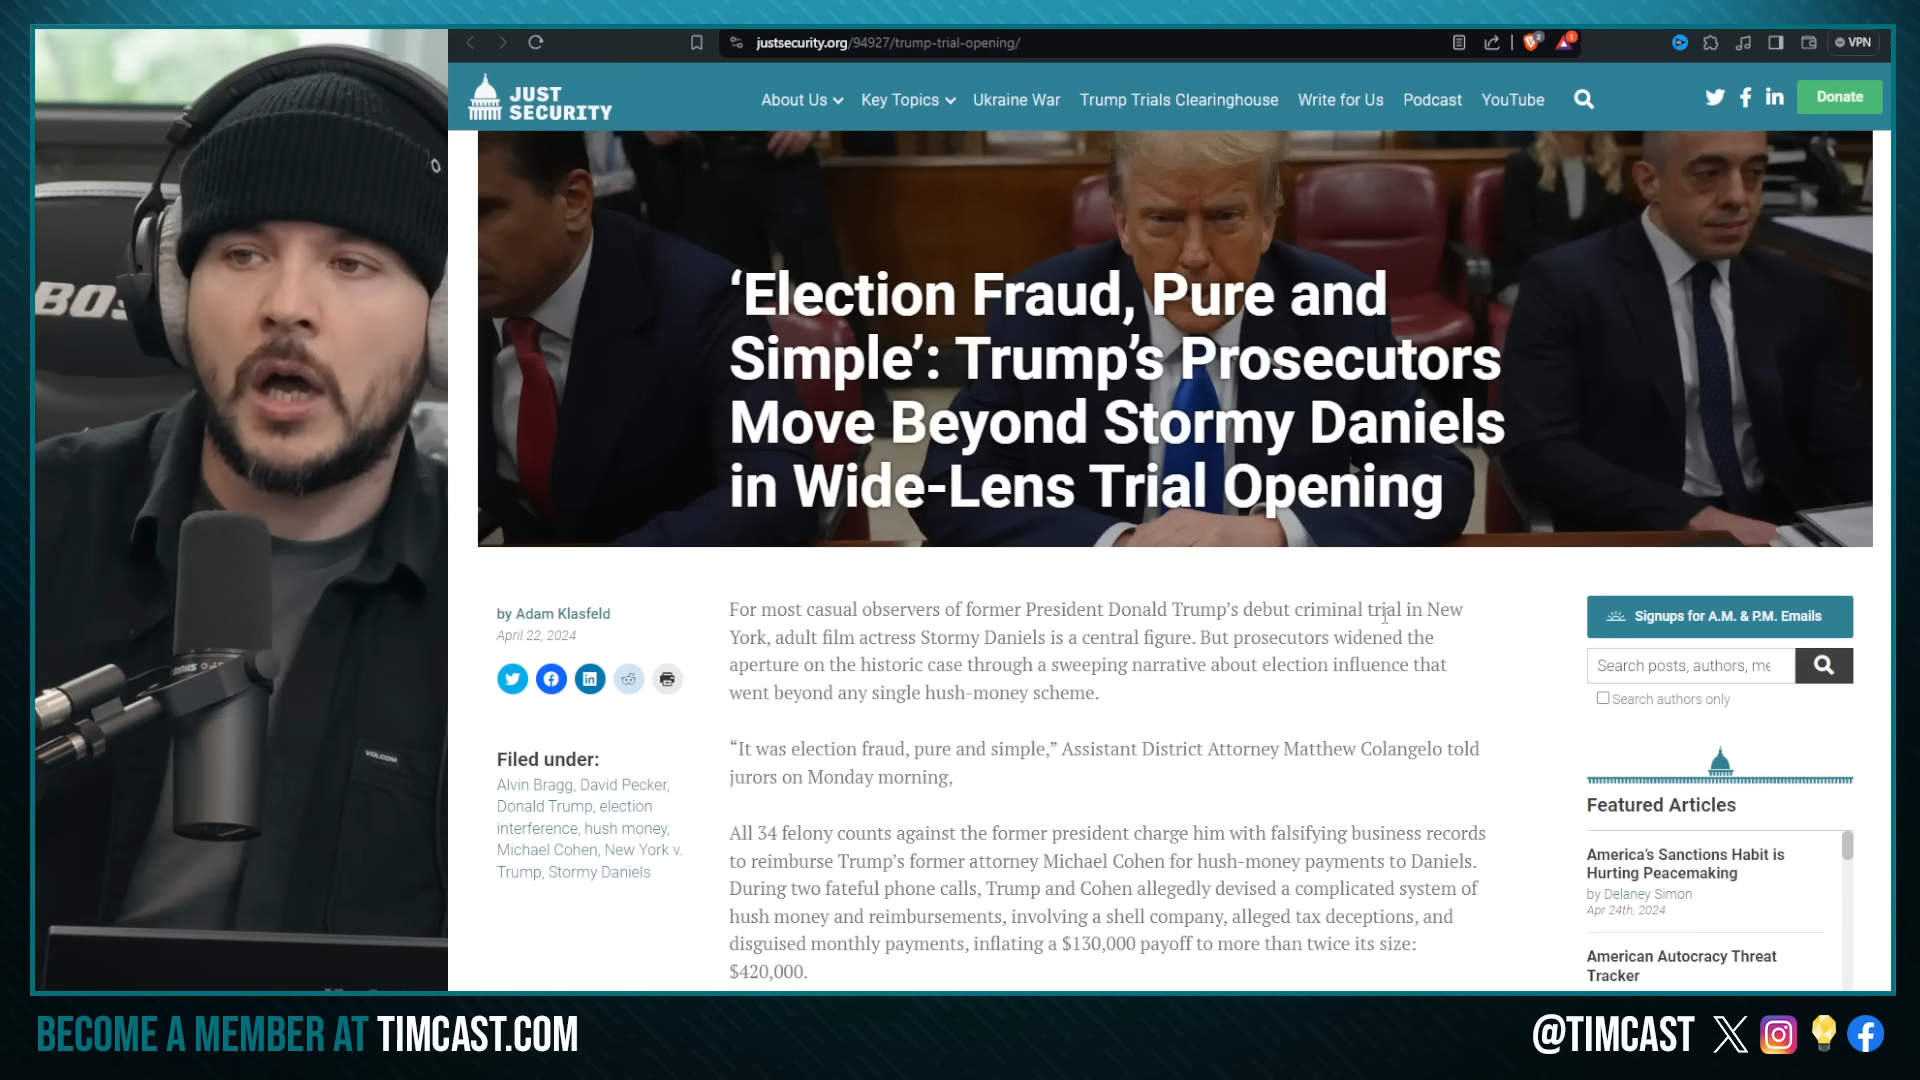 justsecurity.org/94927/trump-trial-opening/
2
1
VPN
JUST
SECURITY
About Us
Key Topics
Ukraine War
Trump Trials Clearinghouse
Write for Us
Podcast
YouTube
Donate
‘Election Fraud, Pure and
Simple’: Trump’s Prosecutors
Move Beyond Stormy Daniels
in Wide-Lens Trial Opening
by Adam Klasfeld
April 22, 2024
Filed under:
Alvin Bragg, David Pecker,
Donald Trump, election
interference, hush money,
Michael Cohen, New York v.
Trump, Stormy Daniels
For most casual observers of former President Donald Trump’s debut criminal trial in New
York, adult film actress Stormy Daniels is a central figure. But prosecutors widened the
aperture on the historic case through a sweeping narrative about election influence that
went beyond any single hush-money scheme.
“It was election fraud, pure and simple,” Assistant District Attorney Matthew Colangelo told
jurors on Monday morning,
All 34 felony counts against the former president charge him with falsifying business records
to reimburse Trump’s former attorney Michael Cohen for hush-money payments to Daniels.
During two fateful phone calls, Trump and Cohen allegedly devised a complicated system of
hush money and reimbursements, involving a shell company, alleged tax deceptions, and
disguised monthly payments, inflating a $130,000 payoff to more than twice its size:
$420,000.
Signups for A.M. & P.M. Emails
Search posts, authors, me
Search authors only
Featured Articles
America’s Sanctions Habit is
Hurting Peacemaking
by Delaney Simon
Apr 24th, 2024
American Autocracy Threat
Tracker
VOLCOM
BECOME A MEMBER AT TIMCAST.COM
@TIMCAST